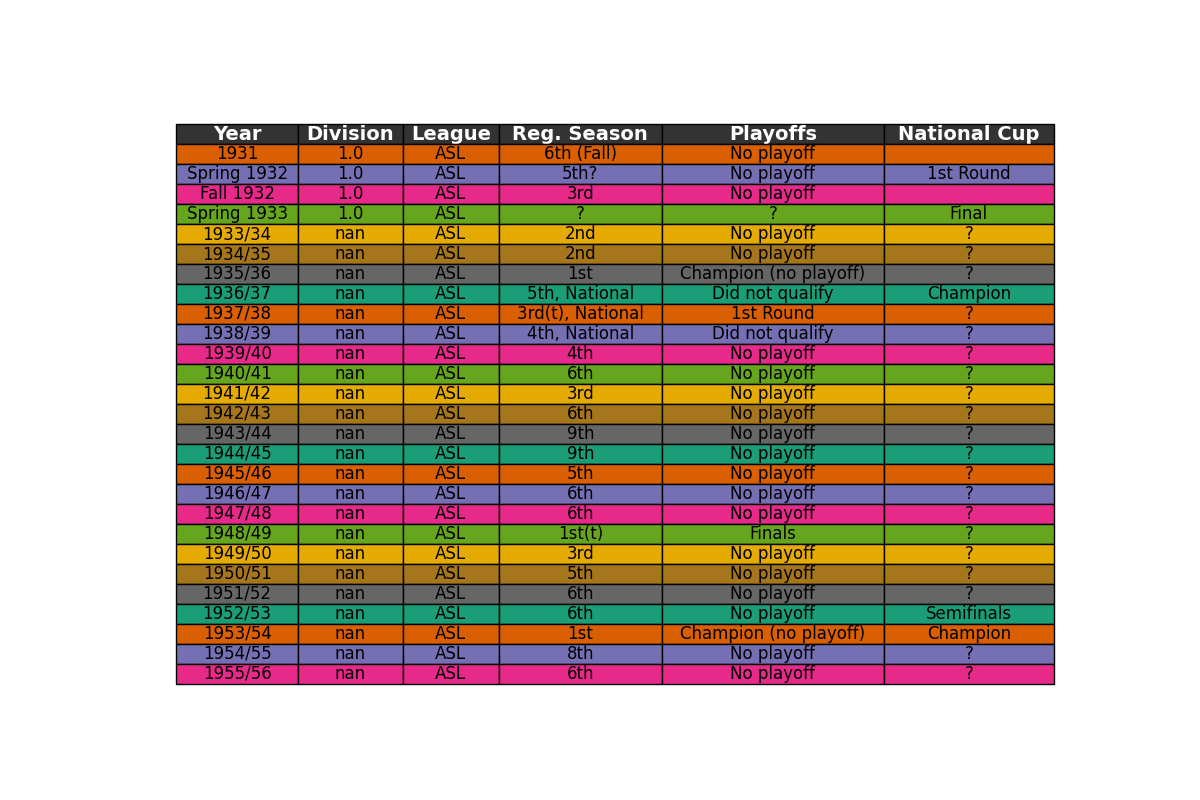 Year Division League Reg. Season Playoffs National Cup
1931 1.0 ASL 6th (Fall) No playoff
Spring 1932 1.0 ASL 5th? No playoff 1st Round
Fall 1932 1.0 ASL 3rd No playoff
Spring 1933 1.0 ASL ? ? Final
1933/34 nan ASL 2nd No playoff ?
1934/35 nan ASL 2nd No playoff ?
1935/36 nan ASL 1st Champion (no playoff) ?
1936/37 nan ASL 5th, National Did not qualify Champion
1937/38 nan ASL 3rd(t), National 1st Round ?
1938/39 nan ASL 4th, National Did not qualify ?
1939/40 nan ASL 4th No playoff ?
1940/41 nan ASL 6th No playoff ?
1941/42 nan ASL 3rd No playoff ?
1942/43 nan ASL 6th No playoff ?
1943/44 nan ASL 9th No playoff ?
1944/45 nan ASL 9th No playoff ?
1945/46 nan ASL 5th No playoff ?
1946/47 nan ASL 6th No playoff ?
1947/48 nan ASL 6th No playoff ?
1948/49 nan ASL 1st(t) Finals ?
1949/50 nan ASL 3rd No playoff ?
1950/51 nan ASL 5th No playoff ?
1951/52 nan ASL 6th No playoff ?
1952/53 nan ASL 6th No playoff Semifinals
1953/54 nan ASL 1st Champion (no playoff) Champion
1954/55 nan ASL 8th No playoff ?
1955/56 nan ASL 6th No playoff ?